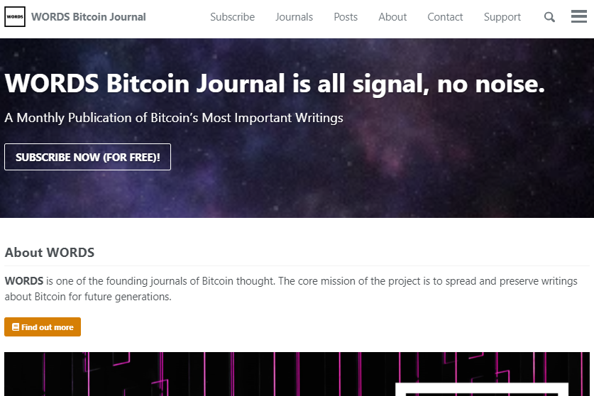 WORDS
WORDS Bitcoin Journal
Subscribe
Journals
Posts
About
Contact
Support
WORDS Bitcoin Journal is all signal, no noise.
A Monthly Publication of Bitcoin’s Most Important Writings
SUBSCRIBE NOW (FOR FREE)!
About WORDS
WORDS is one of the founding journals of Bitcoin thought. The core mission of the project is to spread and preserve writings
about Bitcoin for future generations.
Find out more